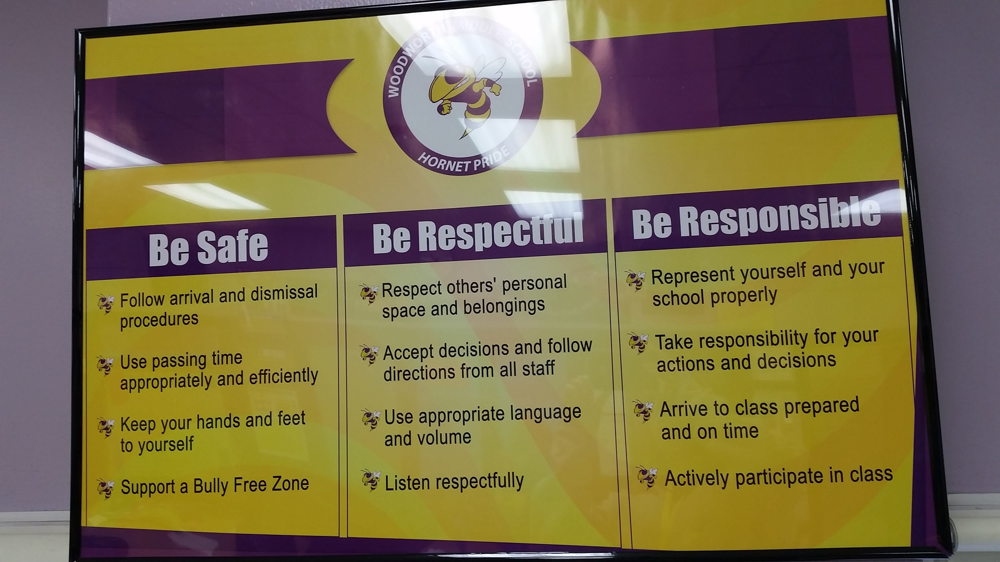 WOODWORTH MIDDLE SCHOOL
HORNET PRIDE
Be Safe
Follow arrival and dismissal
procedures
Use passing time
appropriately and efficiently
Keep your hands and feet
to yourself
Support a Bully Free Zone
Be Respectful
Respect others' personal
space and belongings
Accept decisions and follow
directions from all staff
Use appropriate language
and volume
Listen respectfully
Be Responsible
Represent yourself and your
school properly
Take responsibility for your
actions and decisions
Arrive to class prepared
and on time
Actively participate in class